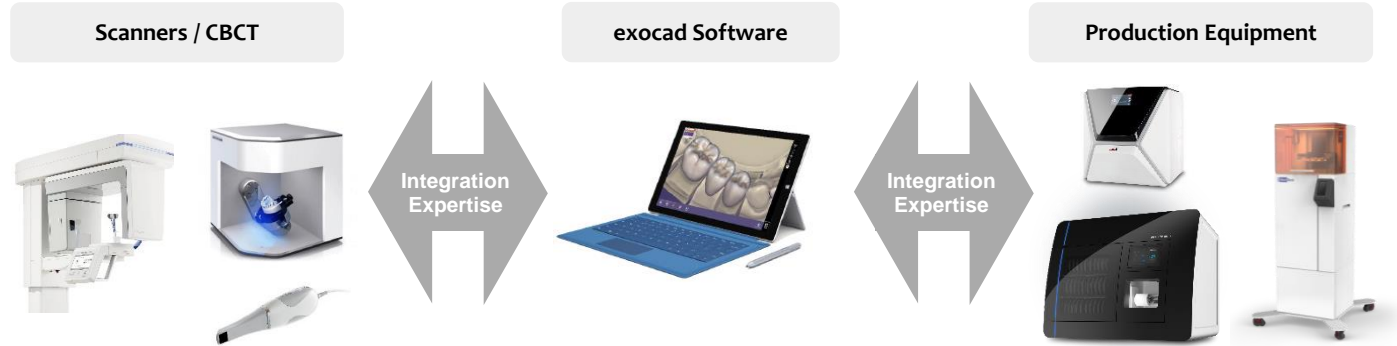 Scanners / CBCT
exocad Software
Production Equipment
Integration
Expertise
Integration
Expertise